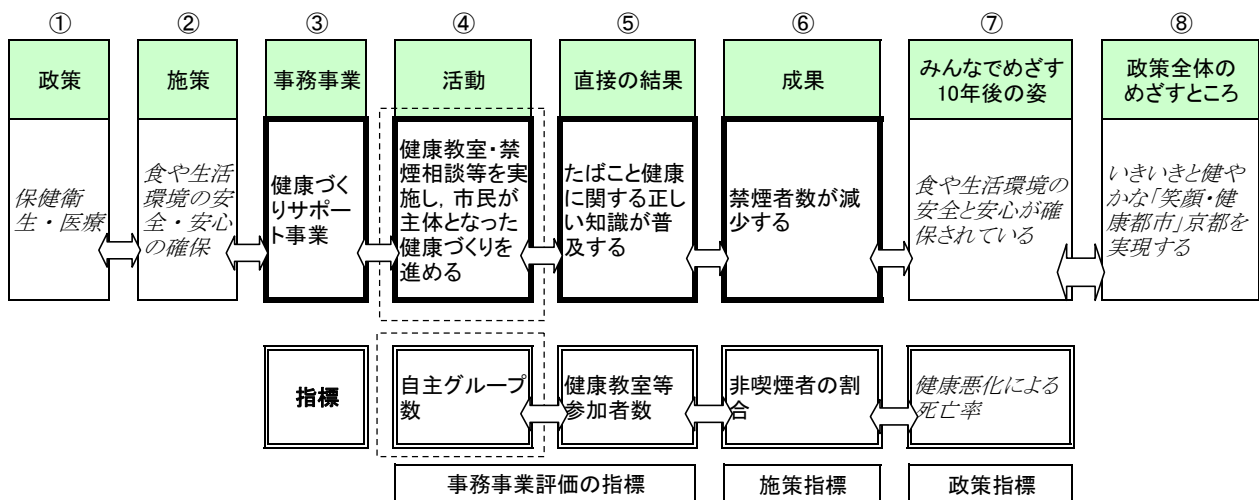 ①
②
③
④
⑤
⑥
⑦
⑧
政策
施策
事務事業
活動
直接の結果
成果
みんなでめざす
10年後の姿
政策全体の
めざすところ
保健衛
生・医療
食や生活
環境の安
全・安心
の確保
健康づく
りサポー
ト事業
健康教室・禁
煙相談等を実
施し，市民が
主体となった
健康づくりを
進める
たばこと健康
に関する正し
い知識が普
及する
禁煙者数が減
少する
食や生活環境の
安全と安心が確
保されている
いきいきと健や
かな「笑顔・健
康都市」京都を
実現する
指標
自主グループ
数
健康教室等
参加者数
非喫煙者の割
合
健康悪化による
死亡率
事務事業評価の指標
施策指標
政策指標